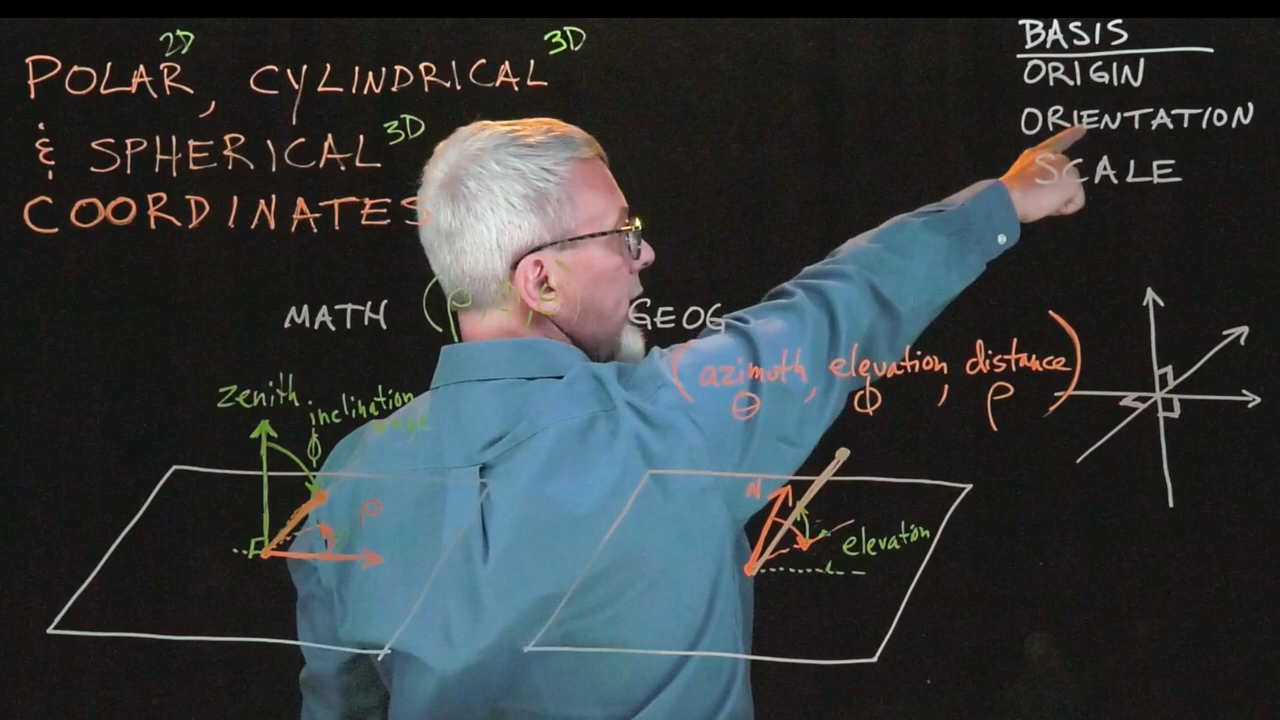 2D
3D
POLAR, CYLINDRICAL
& SPHERICAL 3D
COORDINATES
BASIS
ORIGIN
ORIENTATION
SCALE
MATH (ρ,
GEOG
(azimuth, elevation, distance)
θ ϕ , ρ
zenith
inclination
angle
ϕ
ρ
N
elevation